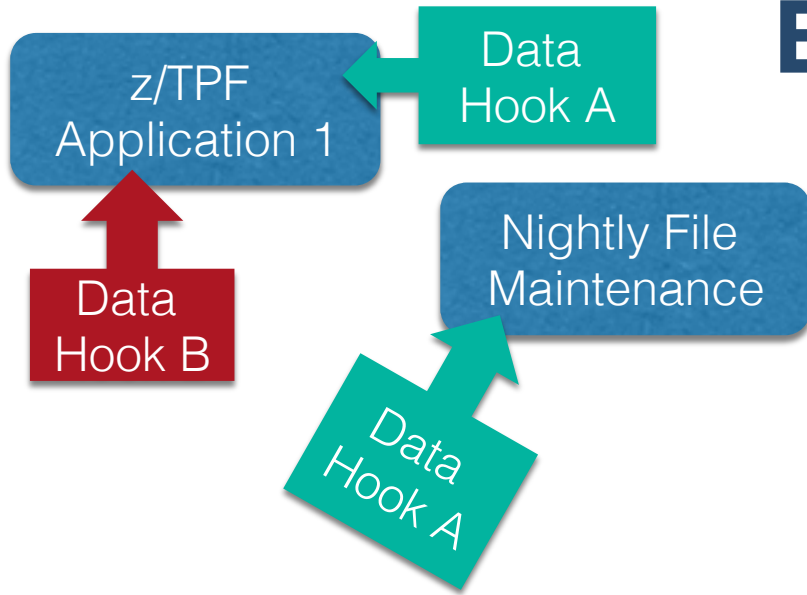 z/TPF
Application 1
Data
Hook A
Data
Hook B
Nightly File
Maintenance
Data
Hook A